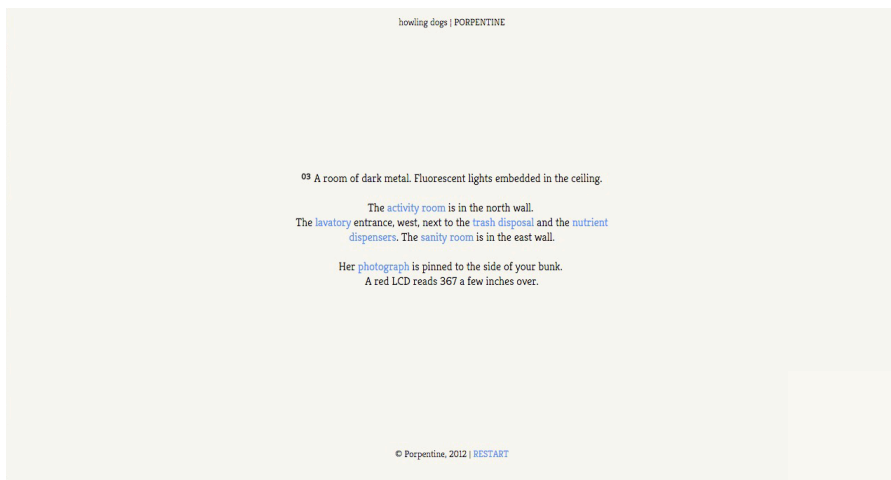 howling dogs | PORPENTINE
03 A room of dark metal. Fluorescent lights embedded in the ceiling.
The activity room is in the north wall.
The lavatory entrance, west, next to the trash disposal and the nutrient
dispensers. The sanity room is in the east wall.
Her photograph is pinned to the side of your bunk.
A red LCD reads 367 a few inches over.
© Porpentine, 2012 | RESTART